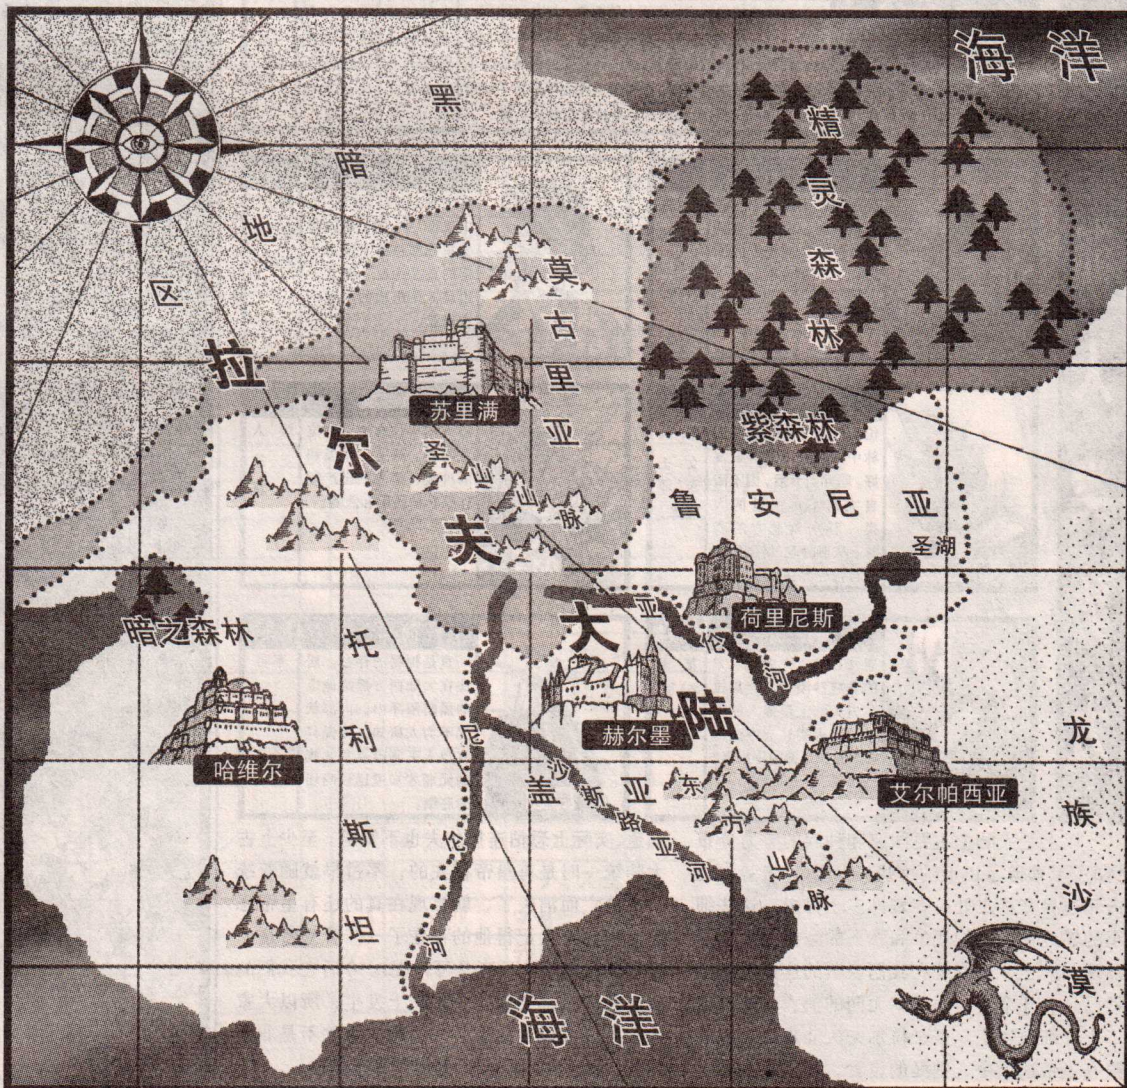 海洋
黑暗地区
精灵森林
莫古里亚
拉尔夫大陆
苏里满
紫森林
圣山山脉
鲁安尼亚
圣湖
荷里尼斯
亚伦河
暗之森林
托利斯坦
哈维尔
赫尔墨
尼伦河
盖亚
沙斯路亚河
东方山脉
艾尔帕西亚
龙族沙漠
海洋